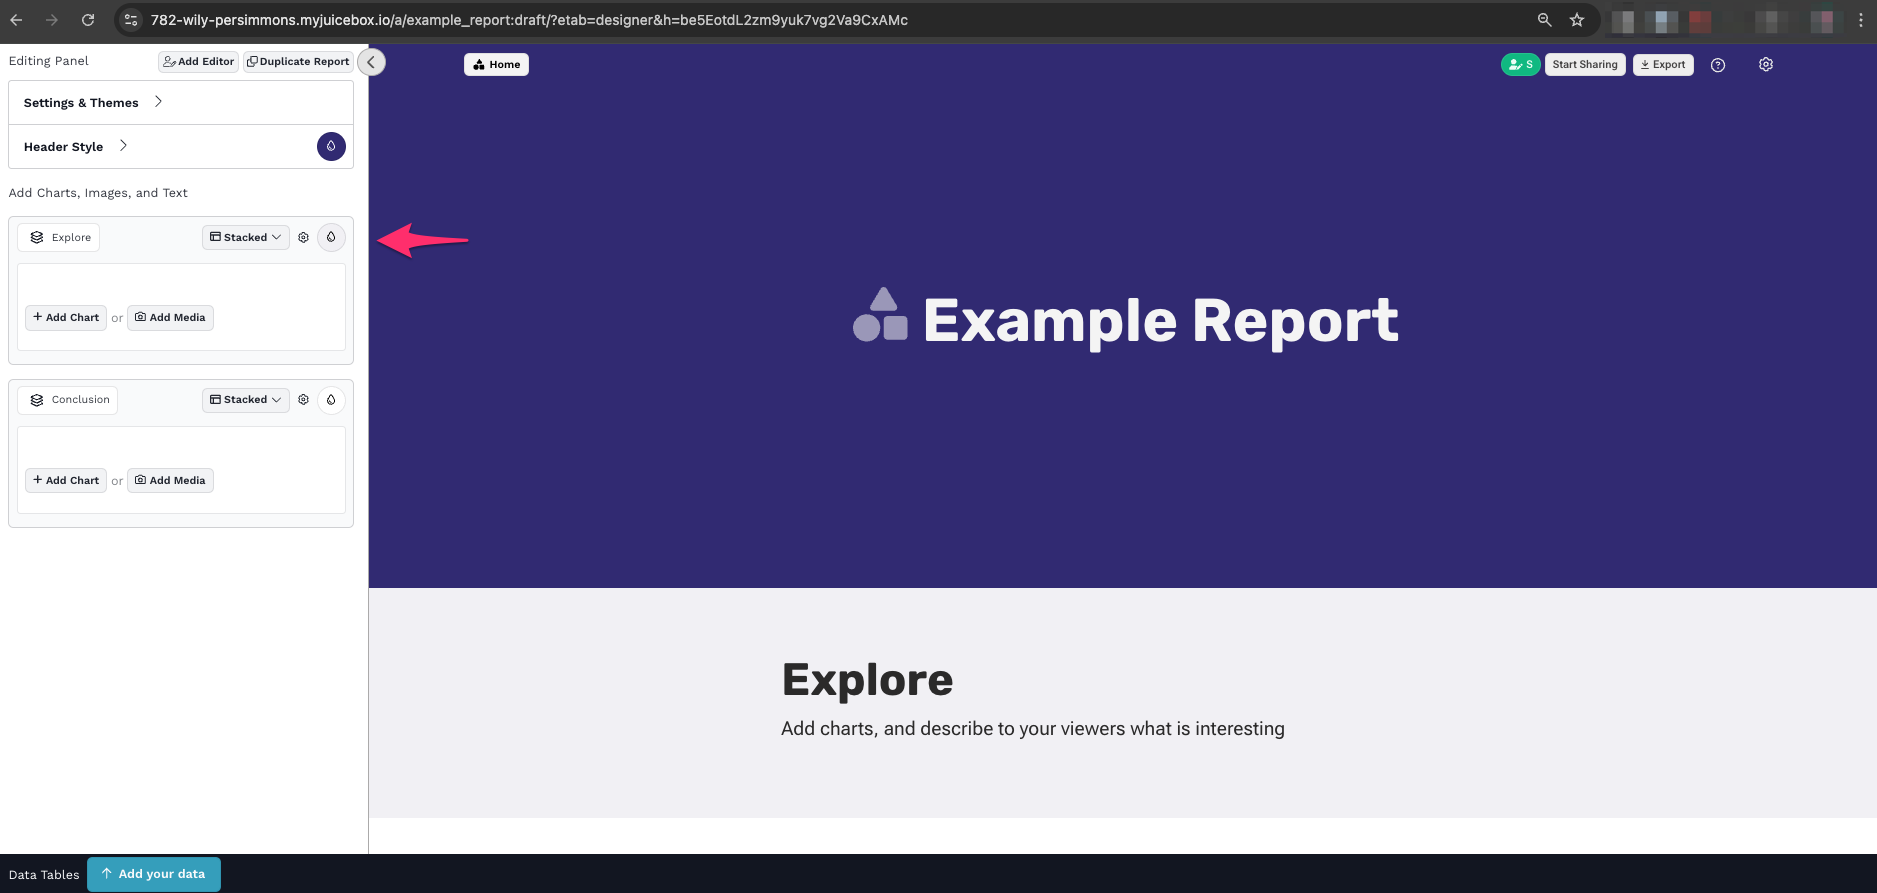 782-wily-persimmons.myjuicebox.io/a/example_report:draft/?etab=designer&h=be5EotdL2zm9yuk7vg2Va9CxAMc
Editing Panel
Add Editor
Duplicate Report
Settings & Themes
Header Style
Add Charts, Images, and Text
Explore
Stacked
+ Add Chart or Add Media
Conclusion
Stacked
+ Add Chart or Add Media
Home
S
Start Sharing
Export
Example Report
Explore
Add charts, and describe to your viewers what is interesting
Data Tables
Add your data